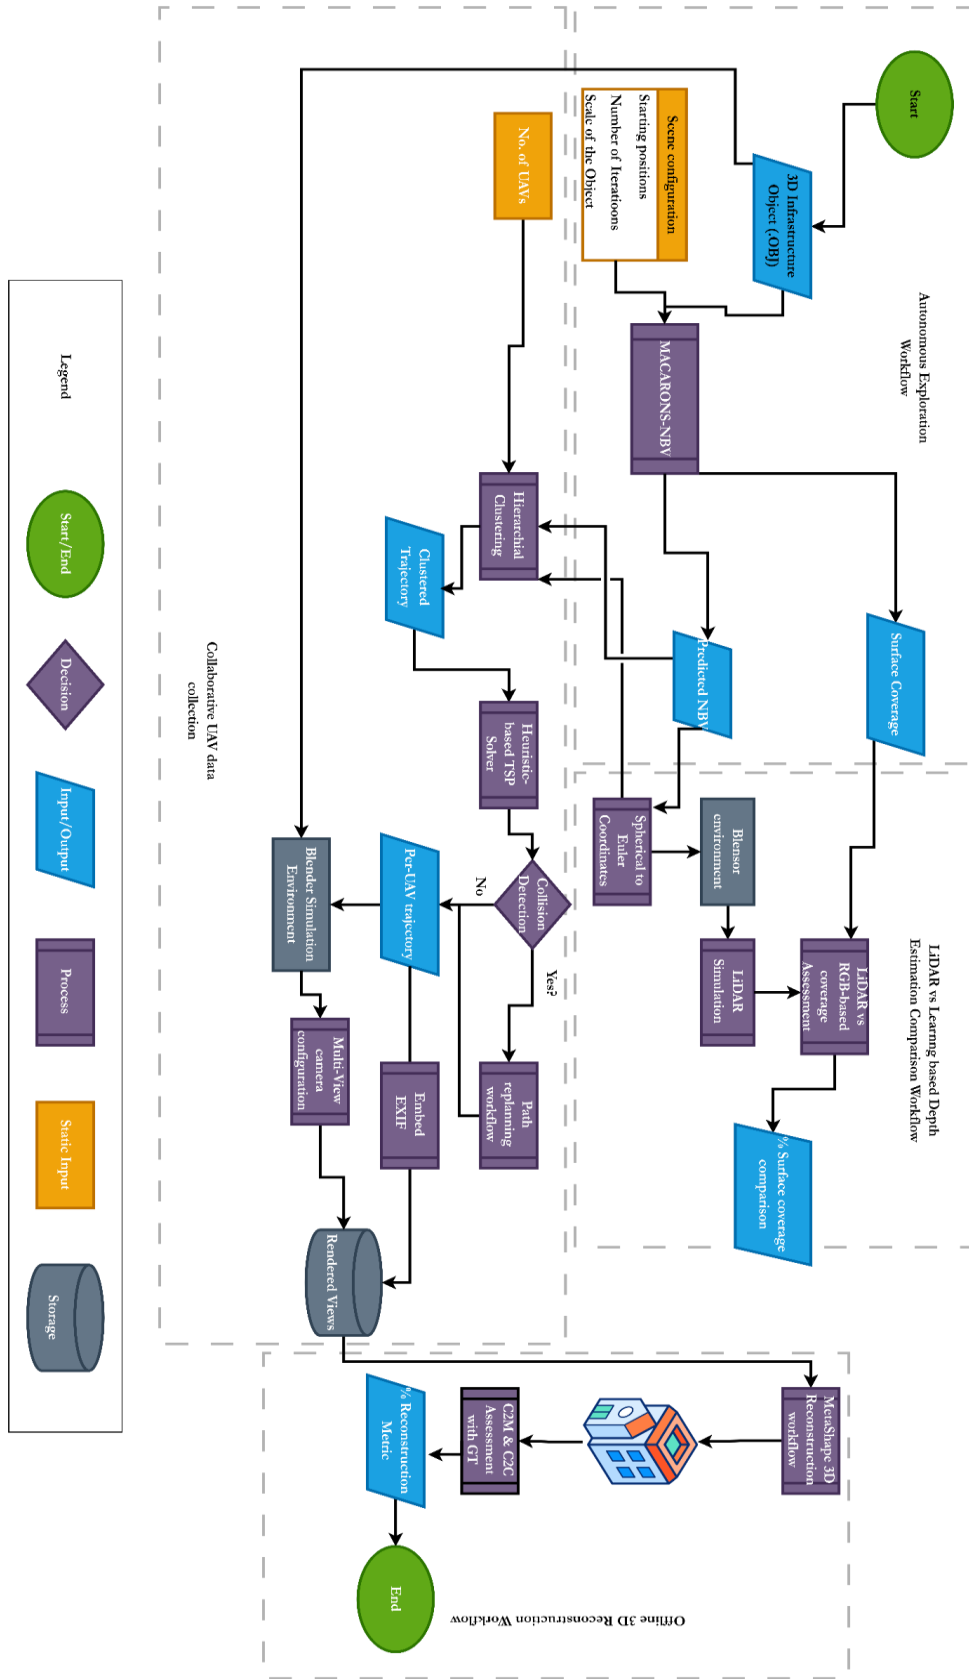 Start
3D Infrastructure
Object (.OBJ)
Autonomous Exploration
Workflow
Scene configuration
Starting positions
Number of Iteratioons
Scale of the Object
MACARONS-NBV
Surface Coverage
Predicted NBV
LiDAR vs Learnng based Depth
Estimation Comparison Workflow
Spherical to
Euler
Coordinates
Blensor
environment
LiDAR
Simulation
LiDAR vs
RGB-based
coverage
Assessment
% Surface coverage
comparison
No. of UAVs
Hierarchial
Clustering
Clustered
Trajectory
Heuristic-
based TSP
Solver
Collision
Detection
No
Yes?
Path
replanning
workflow
Per-UAV trajectory
Embed
EXIF
Blender Simulation
Environment
Multi-View
camera
configuration
Rendered Views
Collaborative UAV data
collection
MetaShape 3D
Reconstruction
workflow
C2M & C2C
Assessment
with GT
% Reconstruction
Metric
End
Offline 3D Reconstruction Workflow
Legend
Start/End
Decision
Input/Output
Process
Static Input
Storage